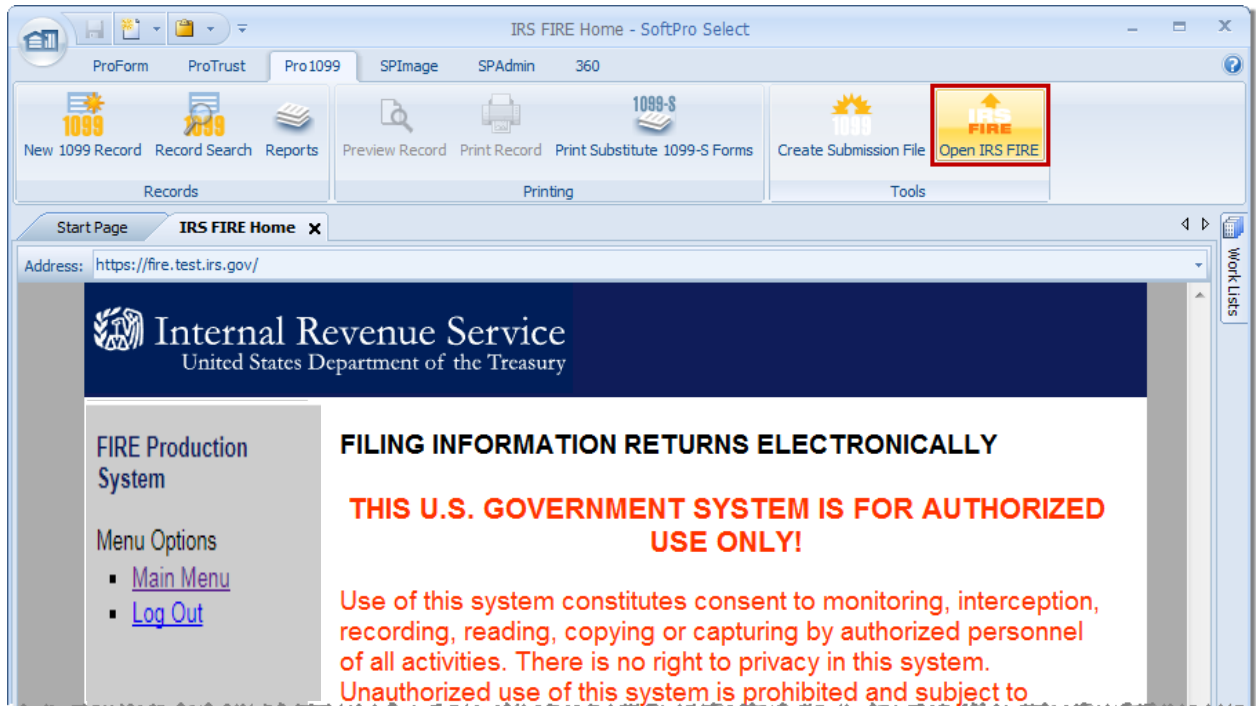 IRS FIRE Home - SoftPro Select
ProForm ProTrust Pro1099 SPImage SPAdmin 360
1099 1099 1099-S 1099 IRS FIRE
New 1099 Record Record Search Reports Preview Record Print Record Print Substitute 1099-S Forms Create Submission File Open IRS FIRE
Records Printing Tools
Start Page IRS FIRE Home X
Address: https://fire.test.irs.gov/
Work Lists
Internal Revenue Service
United States Department of the Treasury
FIRE Production
System
Menu Options
Main Menu
Log Out
FILING INFORMATION RETURNS ELECTRONICALLY
THIS U.S. GOVERNMENT SYSTEM IS FOR AUTHORIZED
USE ONLY!
Use of this system constitutes consent to monitoring, interception,
recording, reading, copying or capturing by authorized personnel
of all activities. There is no right to privacy in this system.
Unauthorized use of this system is prohibited and subject to